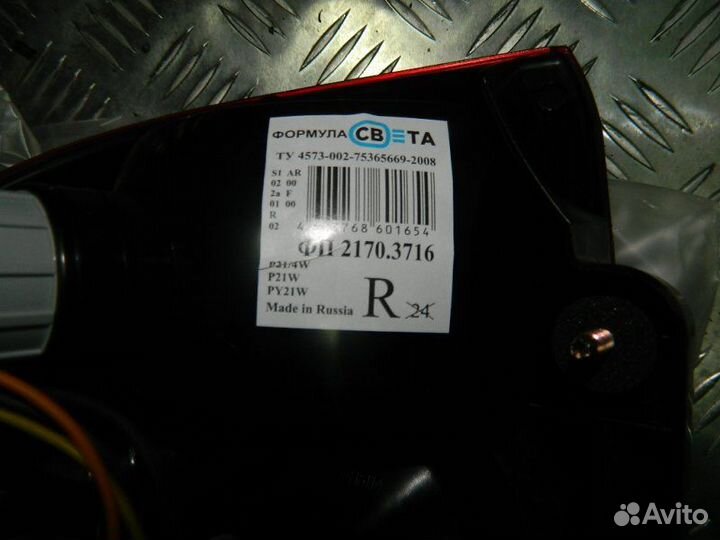 ФОРМУЛА СВЕТА
ТУ 4573-002-75365669-2008
S1 AR
02 00
2a F
01 00
R
02
768 601654
ФП 2170.3716
P21/4W
P21W
PY21W
Made in Russia
R 24
Avito